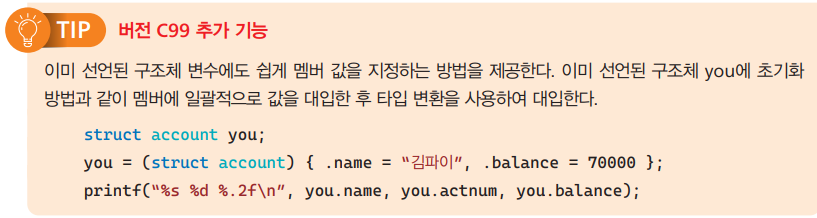 TIP 버전 C99 추가 기능
이미 선언된 구조체 변수에도 쉽게 멤버 값을 지정하는 방법을 제공한다. 이미 선언된 구조체 you에 초기화
방법과 같이 멤버에 일괄적으로 값을 대입한 후 타입 변환을 사용하여 대입한다.
struct account you;
you = (struct account) { .name = “김파이”, .balance = 70000 };
printf(“%s %d %.2f\n”, you.name, you.actnum, you.balance);